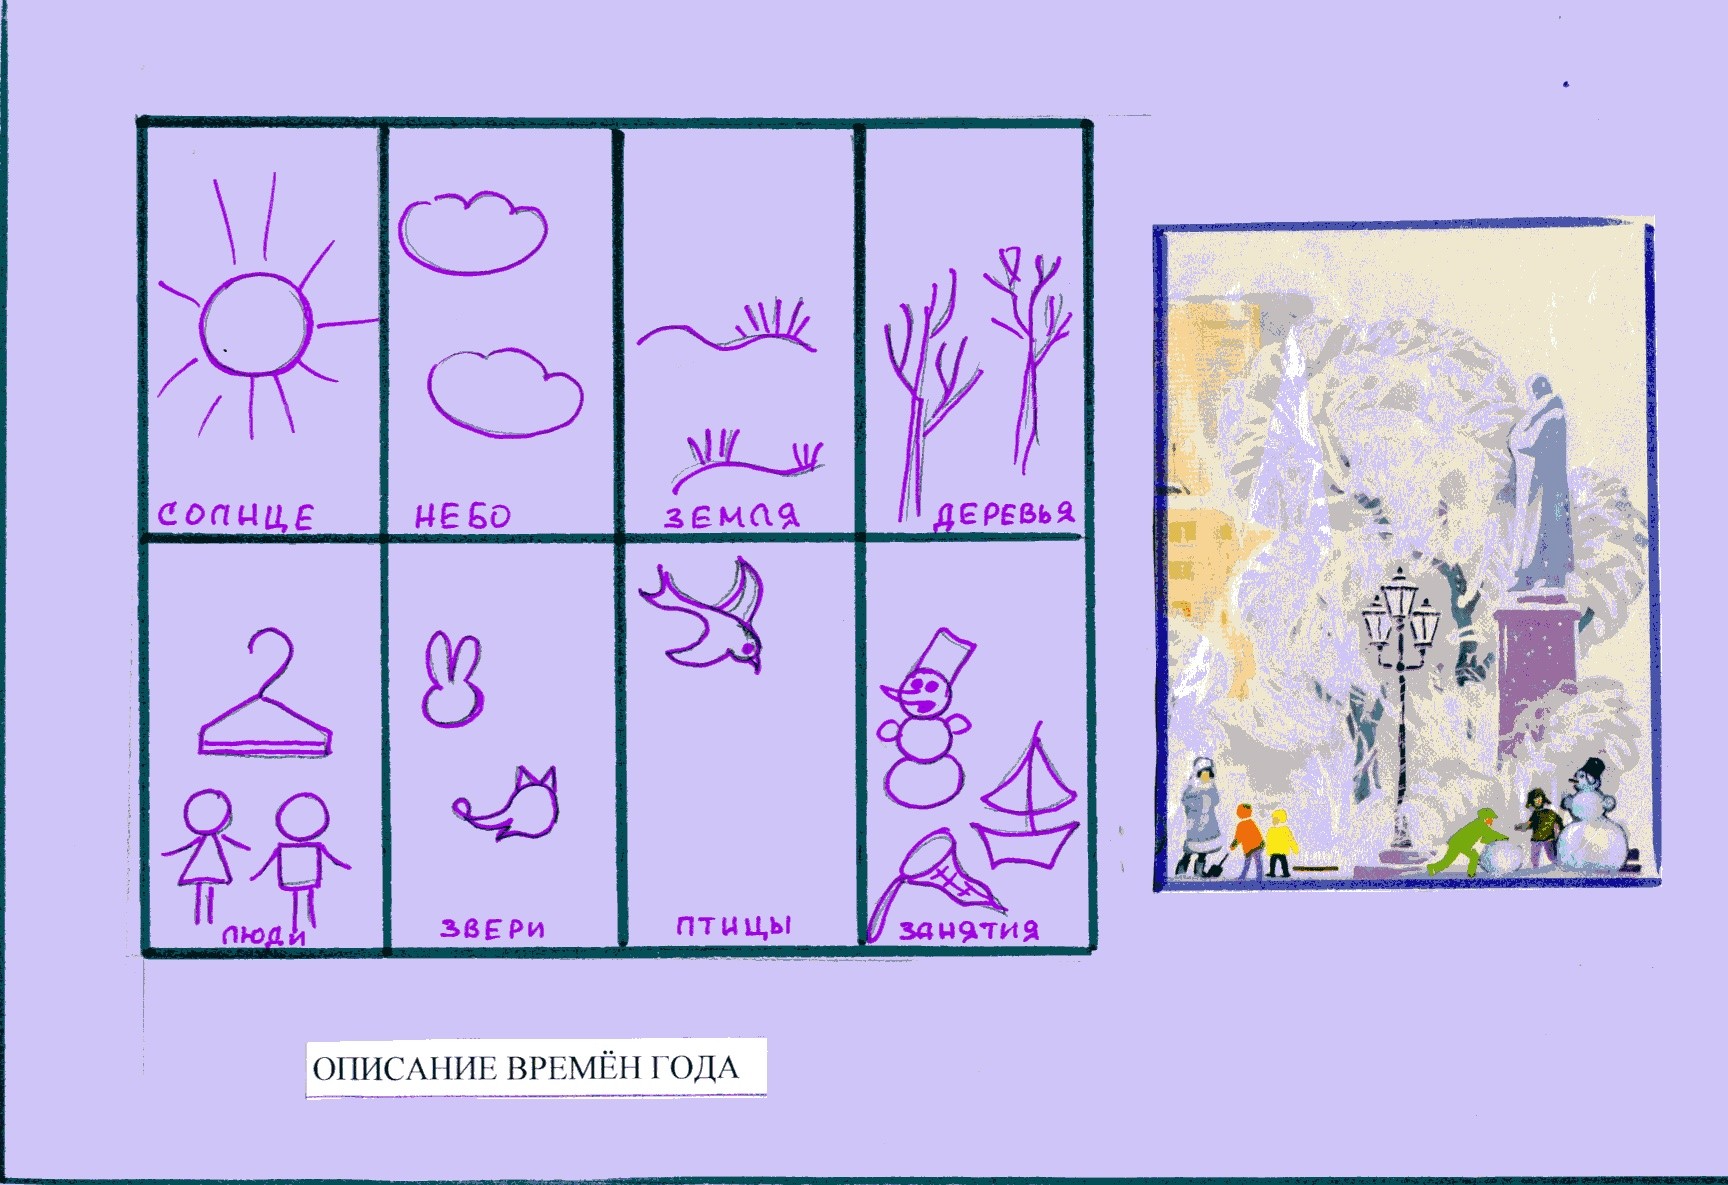 СОЛНЦЕ
НЕБО
ЗЕМЛЯ
ДЕРЕВЬЯ
ЛЮДИ
ЗВЕРИ
ПТИЦЫ
ЗАНЯТИЯ
ОПИСАНИЕ ВРЕМЁН ГОДА